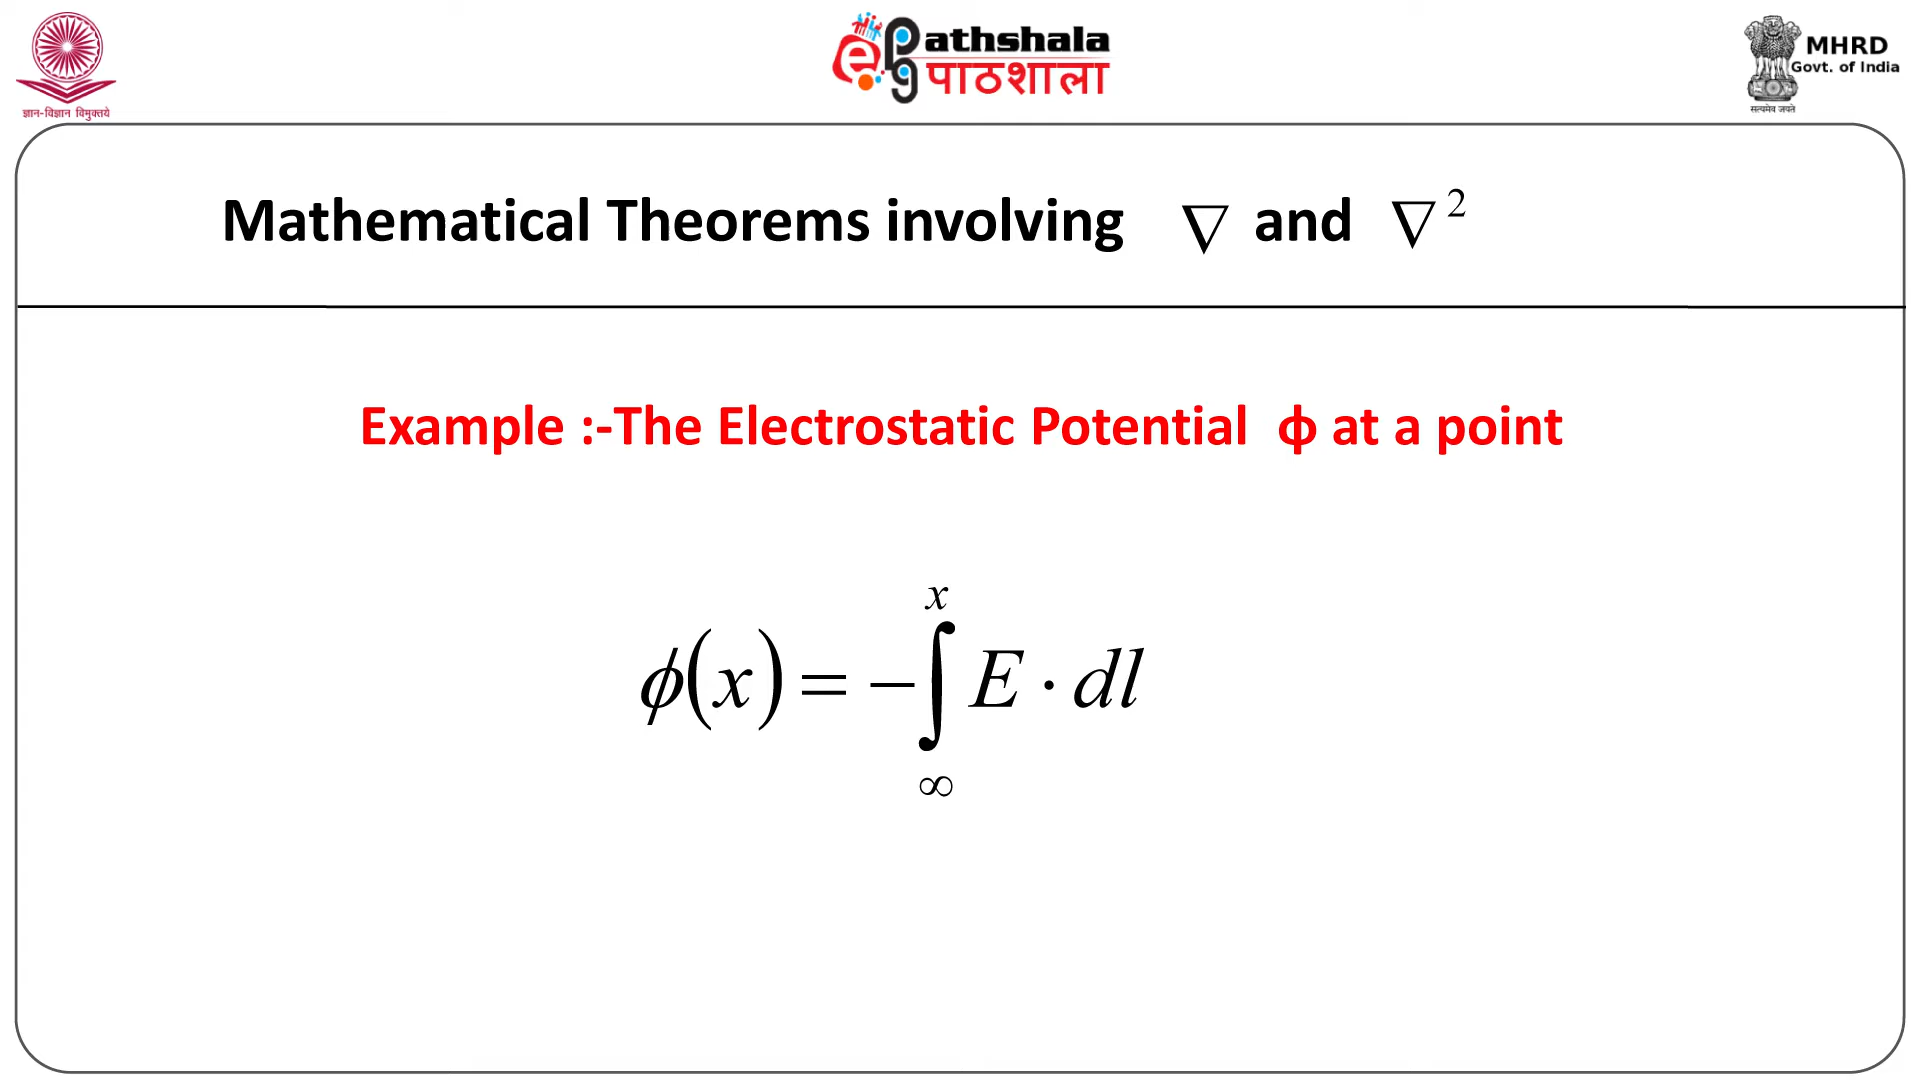 ज्ञान-विज्ञान विमुक्तये
ePathshala
पाठशाला
MHRD
Govt. of India
सत्यमेव जयते
Mathematical Theorems involving ∇ and ∇²
Example :-The Electrostatic Potential ф at a point
ϕ(x) = −∫_∞^x E · dl